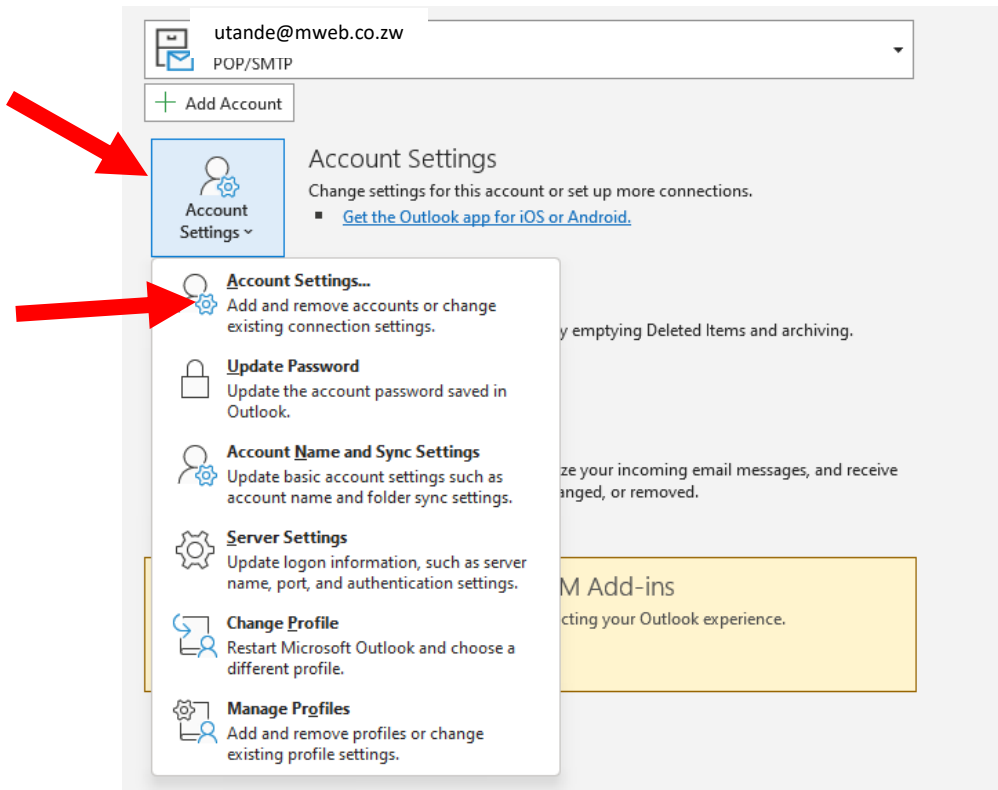 utande@mweb.co.zw
POP/SMTP
Add Account
Account Settings
Change settings for this account or set up more connections.
Get the Outlook app for iOS or Android.
Account
Settings
Account Settings...
Add and remove accounts or change
existing connection settings.
y emptying Deleted Items and archiving.
Update Password
Update the account password saved in
Outlook.
Account Name and Sync Settings
Update basic account settings such as
account name and folder sync settings.
ze your incoming email messages, and receive
anged, or removed.
Server Settings
Update logon information, such as server
name, port, and authentication settings.
M Add-ins
cting your Outlook experience.
Change Profile
Restart Microsoft Outlook and choose a
different profile.
Manage Profiles
Add and remove profiles or change
existing profile settings.